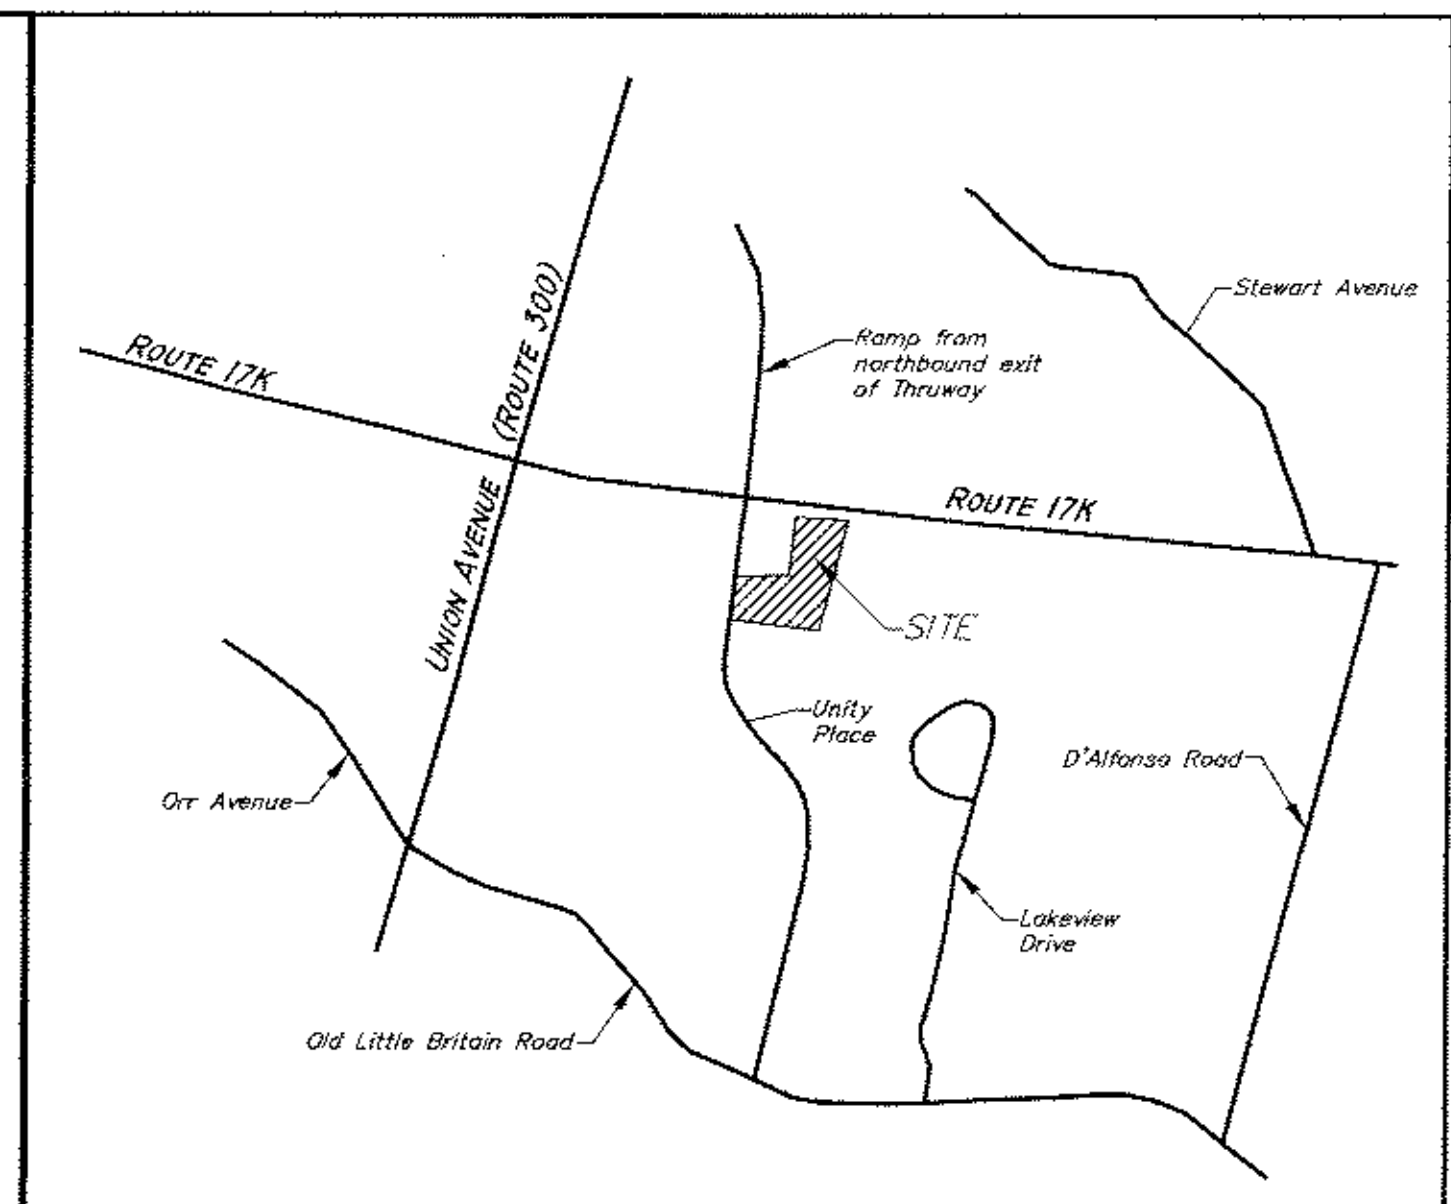 Stewart Avenue
Ramp from
northbound exit
of Thruway
ROUTE 17K
UNION AVENUE (ROUTE 300)
ROUTE 17K
SITE
Unity
Place
D'Alfonso Road
Orr Avenue
Lakeview
Drive
Old Little Britain Road